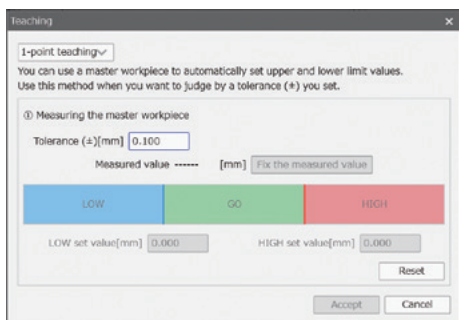 Teaching ×
1-point teaching
You can use a master workpiece to automatically set upper and lower limit values.
Use this method when you want to judge by a tolerance (±) you set.
① Measuring the master workpiece
Tolerance (±)[mm] 0.100
Measured value ------ [mm] Fix the measured value
LOW GO HIGH
LOW set value[mm] 0.000 HIGH set value[mm] 0.000
Reset
Accept Cancel